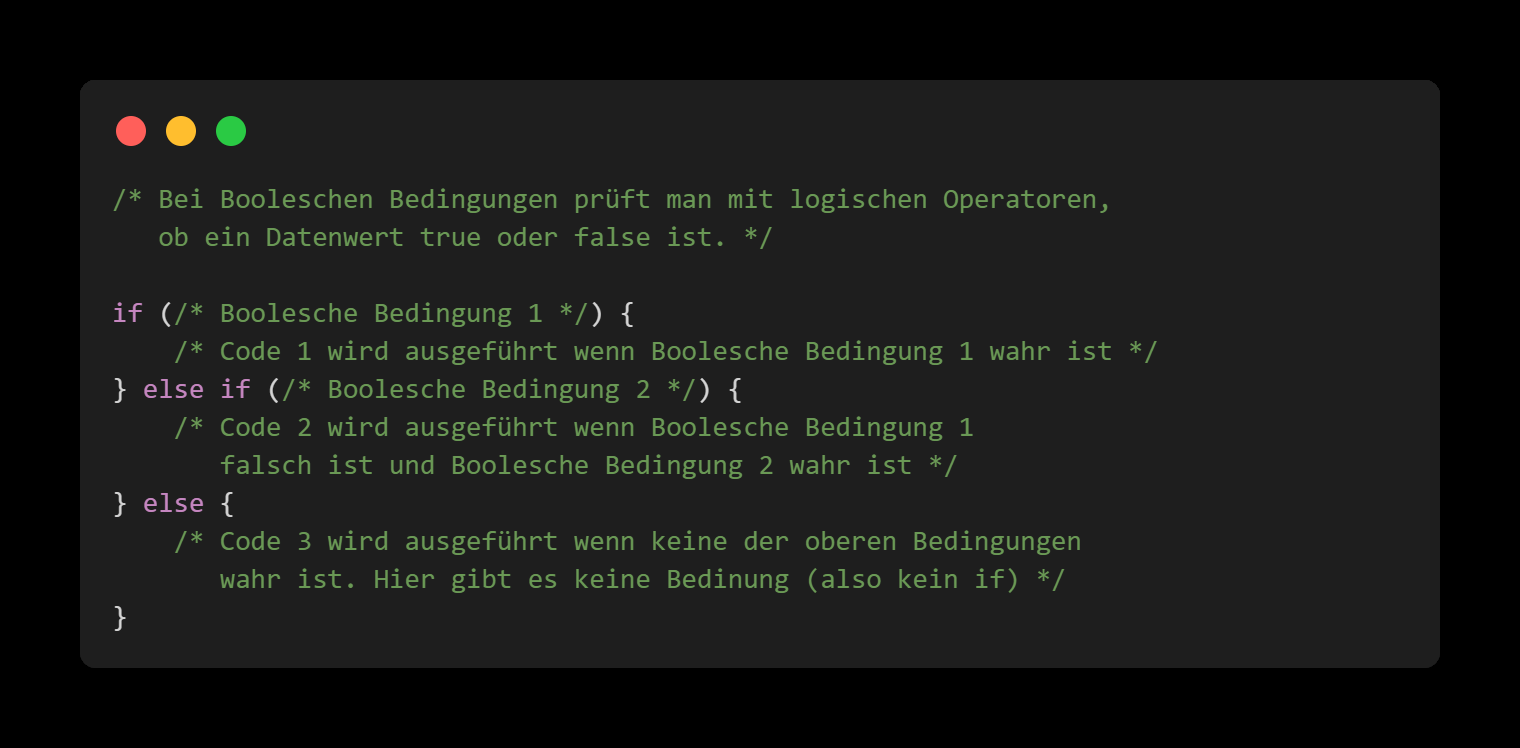 /* Bei Booleschen Bedingungen prüft man mit logischen Operatoren,
   ob ein Datenwert true oder false ist. */

if (/* Boolesche Bedingung 1 */) {
    /* Code 1 wird ausgeführt wenn Boolesche Bedingung 1 wahr ist */
} else if (/* Boolesche Bedingung 2 */) {
    /* Code 2 wird ausgeführt wenn Boolesche Bedingung 1
       falsch ist und Boolesche Bedingung 2 wahr ist */
} else {
    /* Code 3 wird ausgeführt wenn keine der oberen Bedingungen
       wahr ist. Hier gibt es keine Bedinung (also kein if) */
}